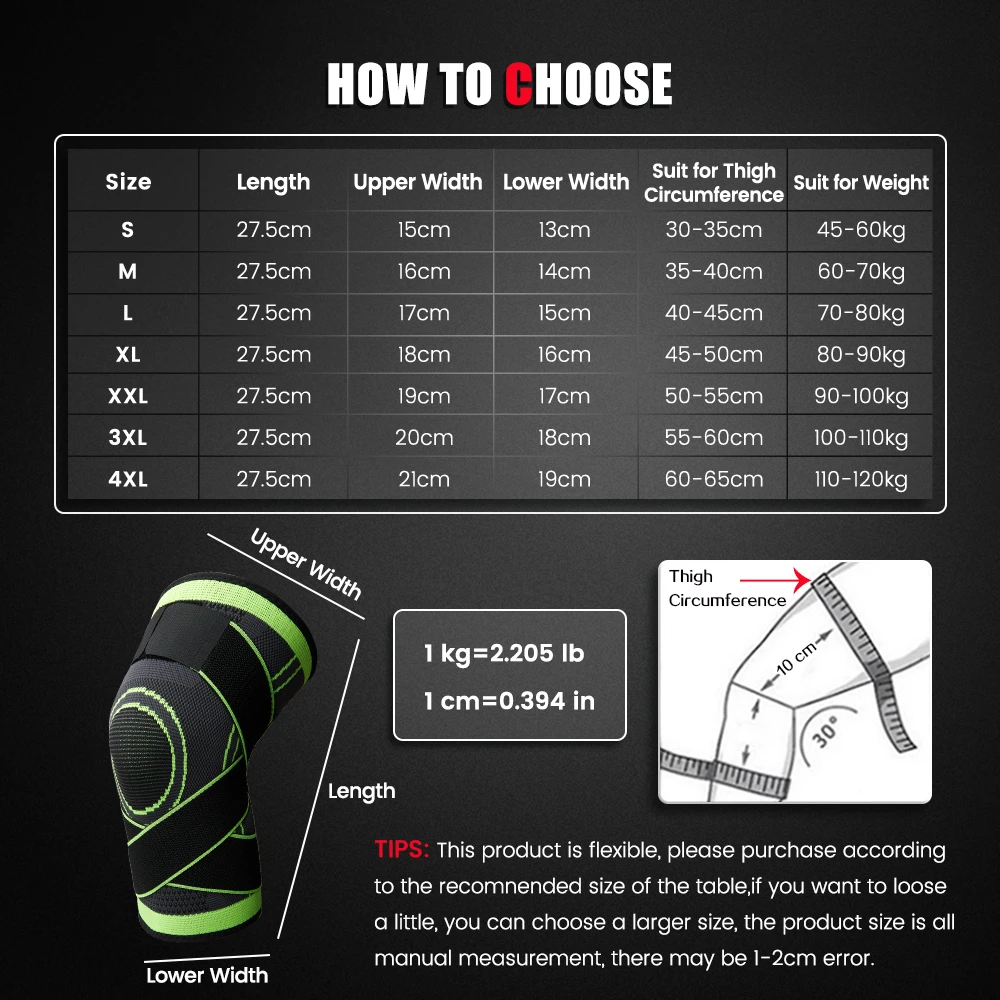 HOW TO CHOOSE
Size Length Upper Width Lower Width Suit for Thigh Circumference Suit for Weight
S 27.5cm 15cm 13cm 30-35cm 45-60kg
M 27.5cm 16cm 14cm 35-40cm 60-70kg
L 27.5cm 17cm 15cm 40-45cm 70-80kg
XL 27.5cm 18cm 16cm 45-50cm 80-90kg
XXL 27.5cm 19cm 17cm 50-55cm 90-100kg
3XL 27.5cm 20cm 18cm 55-60cm 100-110kg
4XL 27.5cm 21cm 19cm 60-65cm 110-120kg
Upper Width
Length
Lower Width
1 kg=2.205 lb
1 cm=0.394 in
Thigh
Circumference
10 cm
30°
TIPS: This product is flexible, please purchase according
to the recomnended size of the table,if you want to loose
a little, you can choose a larger size, the product size is all
manual measurement, there may be 1-2cm error.